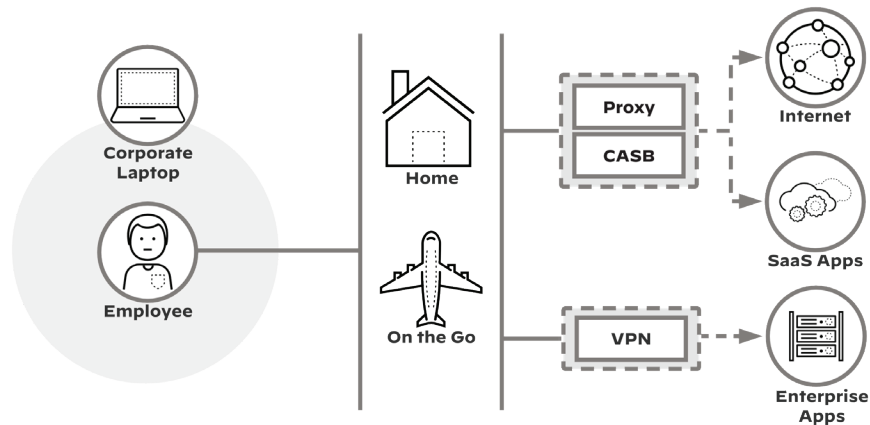 Corporate
Laptop
Employee
Home
On the Go
Proxy
CASB
VPN
Internet
SaaS Apps
Enterprise
Apps